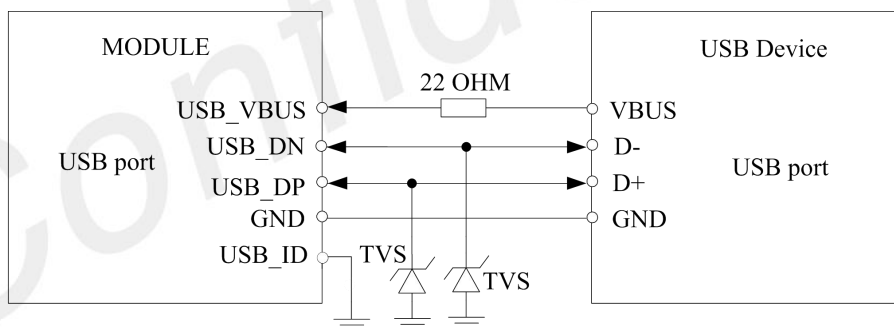 MODULE
USB Device
22 OHM
USB_VBUS
VBUS
USB_DN
D-
USB port
USB port
USB_DP
D+
GND
GND
USB_ID
TVS
TVS